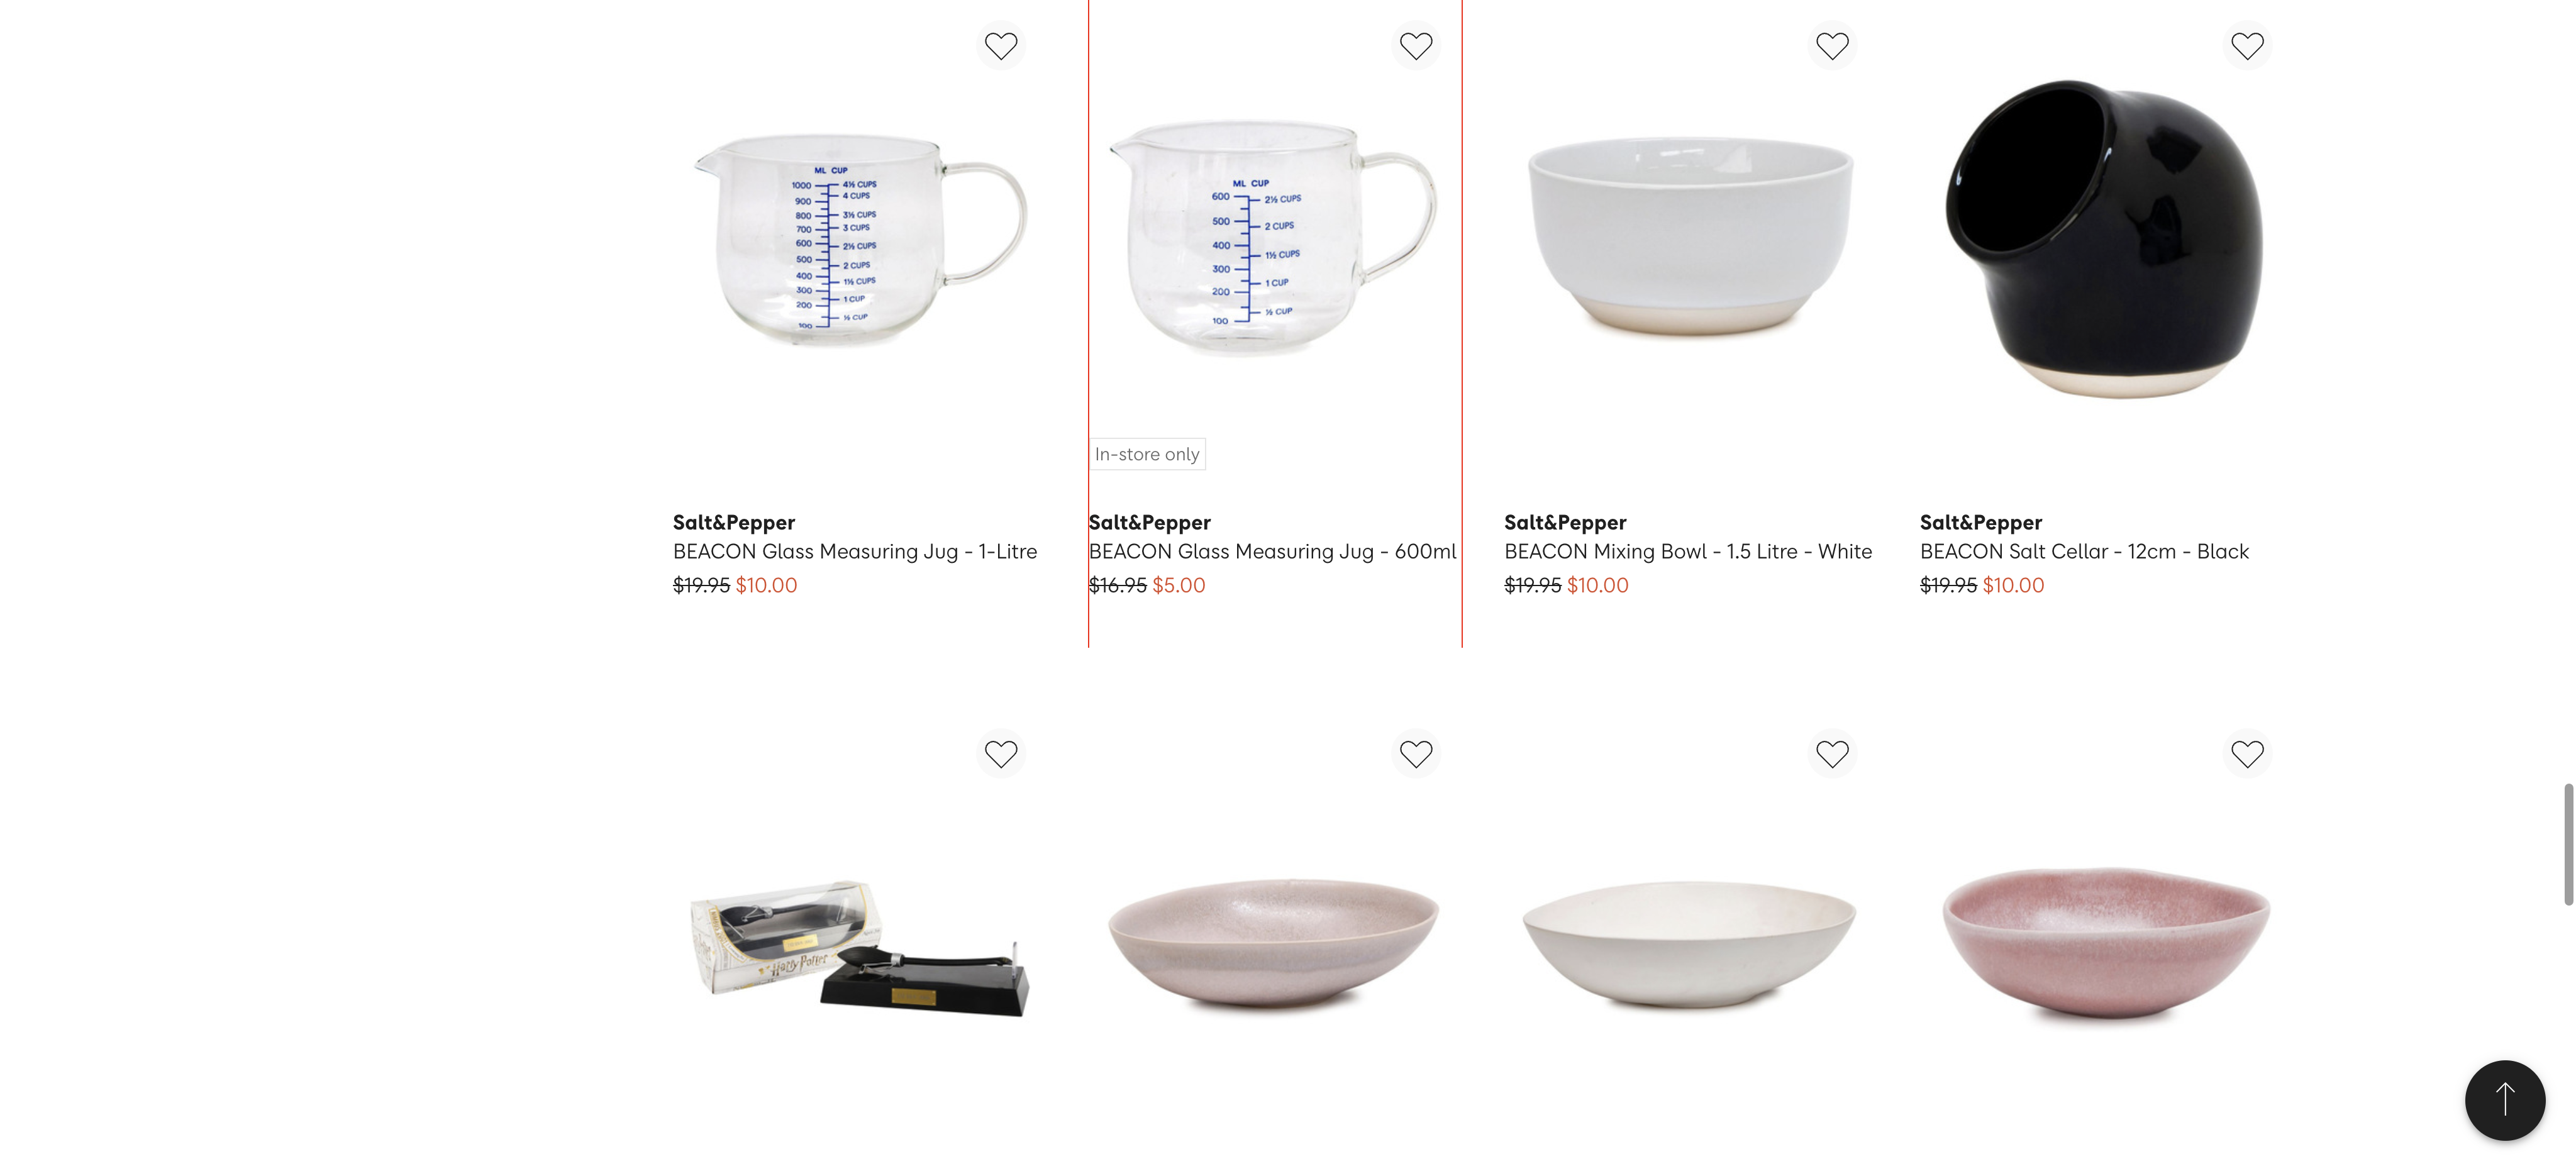 ML CUP
1000 4½ CUPS
900 4 CUPS
800 3½ CUPS
700 3 CUPS
600 2½ CUPS
500 2 CUPS
400 1½ CUPS
300 1 CUP
200 ½ CUP
100
ML CUP
600 2½ CUPS
500 2 CUPS
400 1½ CUPS
300 1 CUP
200 ½ CUP
100
In-store only
Salt&Pepper
BEACON Glass Measuring Jug - 1-Litre
$19.95 $10.00
Salt&Pepper
BEACON Glass Measuring Jug - 600ml
$16.95 $5.00
Salt&Pepper
BEACON Mixing Bowl - 1.5 Litre - White
$19.95 $10.00
Salt&Pepper
BEACON Salt Cellar - 12cm - Black
$19.95 $10.00
Harry Potter